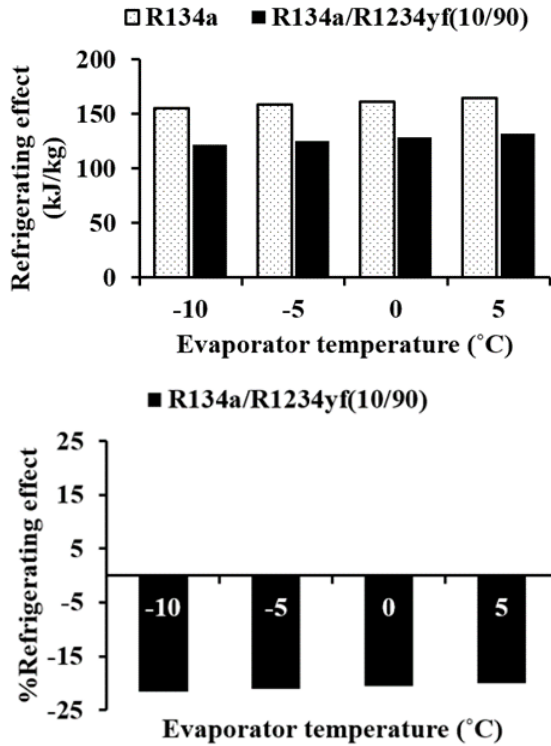 R134a R134a/R1234yf(10/90)
Refrigerating effect
(kJ/kg)
200
150
100
50
0
-10 -5 0 5
Evaporator temperature (˚C)
R134a/R1234yf(10/90)
%Refrigerating effect
25
15
5
-5
-15
-25
-10 -5 0 5
Evaporator temperature (˚C)